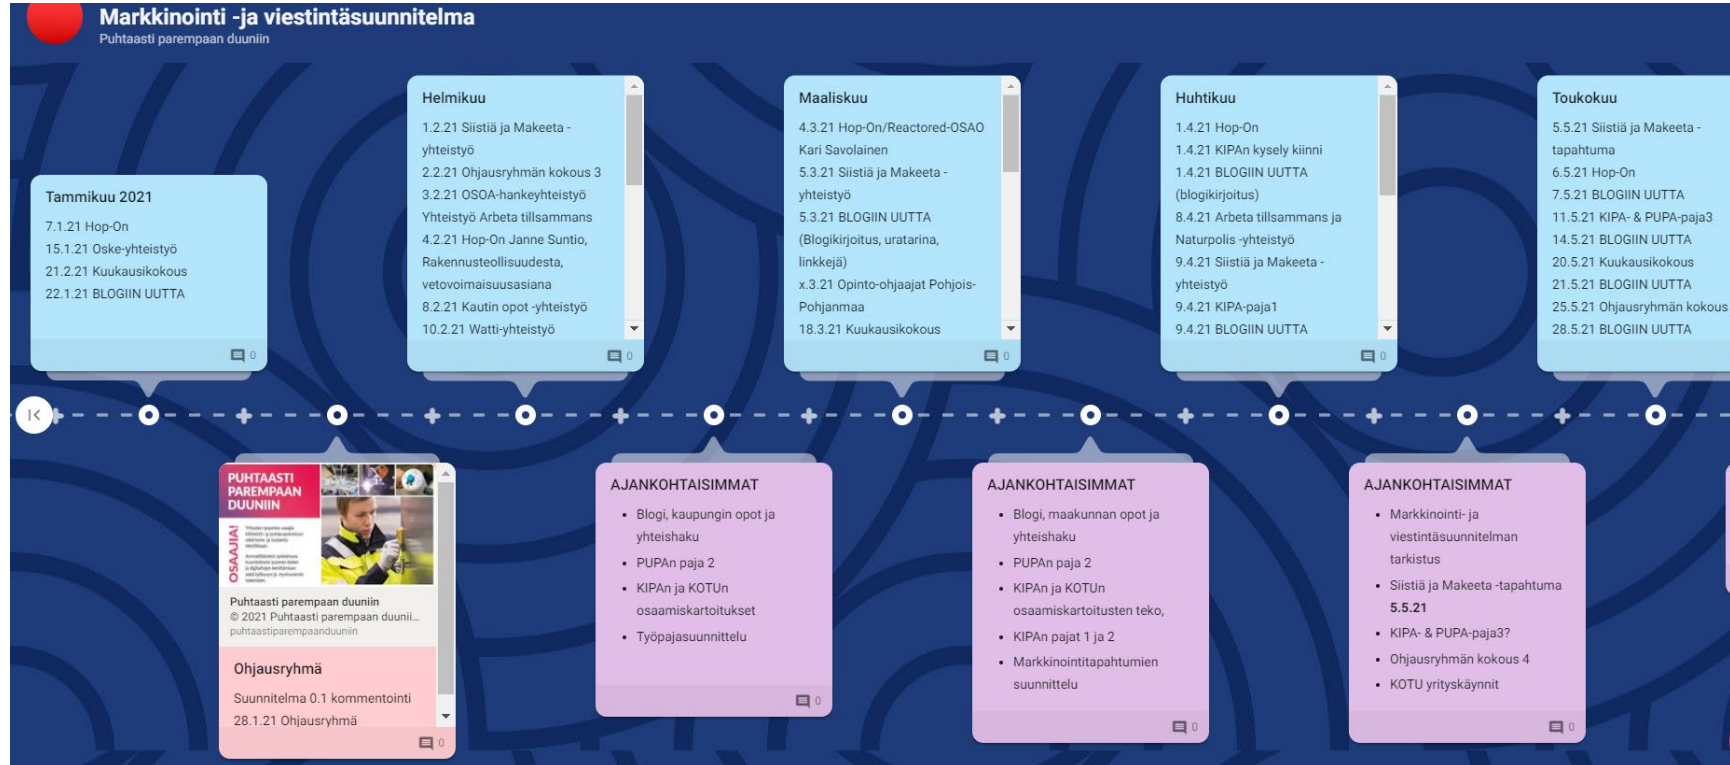 Markkinointi -ja viestintäsuunnitelma
Puhtaasti parempaan duuniin
Tammikuu 2021
7.1.21 Hop-On
15.1.21 Oske-yhteistyö
21.2.21 Kuukausikokous
22.1.21 BLOGIIN UUTTA
0
Helmikuu
1.2.21 Siistiä ja Makeeta -
yhteistyö
2.2.21 Ohjausryhmän kokous 3
3.2.21 OSOA-hankeyhteistyö
Yhteistyö Arbeta tillsammans
4.2.21 Hop-On Janne Suntio,
Rakennusteollisuudesta,
vetovoimaisuusasiana
8.2.21 Kautin opot -yhteistyö
10.2.21 Watti-yhteistyö
0
Maaliskuu
4.3.21 Hop-On/Reactored-OSAO
Kari Savolainen
5.3.21 Siistiä ja Makeeta -
yhteistyö
5.3.21 BLOGIIN UUTTA
(Blogikirjoitus, uratarina,
linkkejä)
x.3.21 Opinto-ohjaajat Pohjois-
Pohjanmaa
18.3.21 Kuukausikokous
0
Huhtikuu
1.4.21 Hop-On
1.4.21 KIPAn kysely kiinni
1.4.21 BLOGIIN UUTTA
(blogikirjoitus)
8.4.21 Arbeta tillsammans ja
Naturpolis -yhteistyö
9.4.21 Siistiä ja Makeeta -
yhteistyö
9.4.21 KIPA-paja1
9.4.21 BLOGIIN UUTTA
0
Toukokuu
5.5.21 Siistiä ja Makeeta -
tapahtuma
6.5.21 Hop-On
7.5.21 BLOGIIN UUTTA
11.5.21 KIPA- & PUPA-paja3
14.5.21 BLOGIIN UUTTA
20.5.21 Kuukausikokous
21.5.21 BLOGIIN UUTTA
25.5.21 Ohjausryhmän kokous
28.5.21 BLOGIIN UUTTA
PUHTAASTI
PAREMPAAN
DUUNIIN
OSAAJIA!
Puhtaasti parempaan duuniin
© 2021 Puhtaasti parempaan duunii...
puhtaastiparempaanduuniin
Ohjausryhmä
Suunnitelma 0.1 kommentointi
28.1.21 Ohjausryhmä
0
AJANKOHTAISIMMAT
• Blogi, kaupungin opot ja
yhteishaku
• PUPAn paja 2
• KIPAn ja KOTUn
osaamiskartoitukset
• Työpajasuunnittelu
0
AJANKOHTAISIMMAT
• Blogi, maakunnan opot ja
yhteishaku
• PUPAn paja 2
• KIPAn ja KOTUn
osaamiskartoitusten teko,
• KIPAn pajat 1 ja 2
• Markkinointitapahtumien
suunnittelu
0
AJANKOHTAISIMMAT
• Markkinointi- ja
viestintäsuunnitelman
tarkistus
• Siistiä ja Makeeta -tapahtuma
5.5.21
• KIPA- & PUPA-paja3?
• Ohjausryhmän kokous 4
• KOTU yrityskäynnit
0